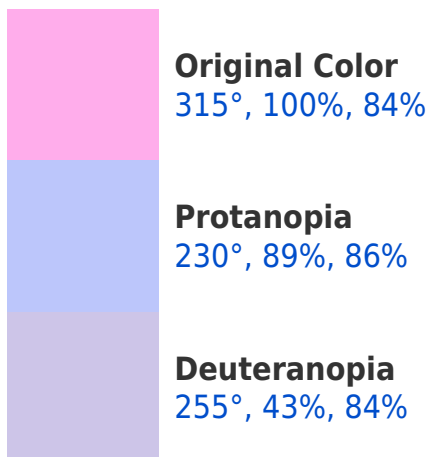 Original Color
315°, 100%, 84%
Protanopia
230°, 89%, 86%
Deuteranopia
255°, 43%, 84%